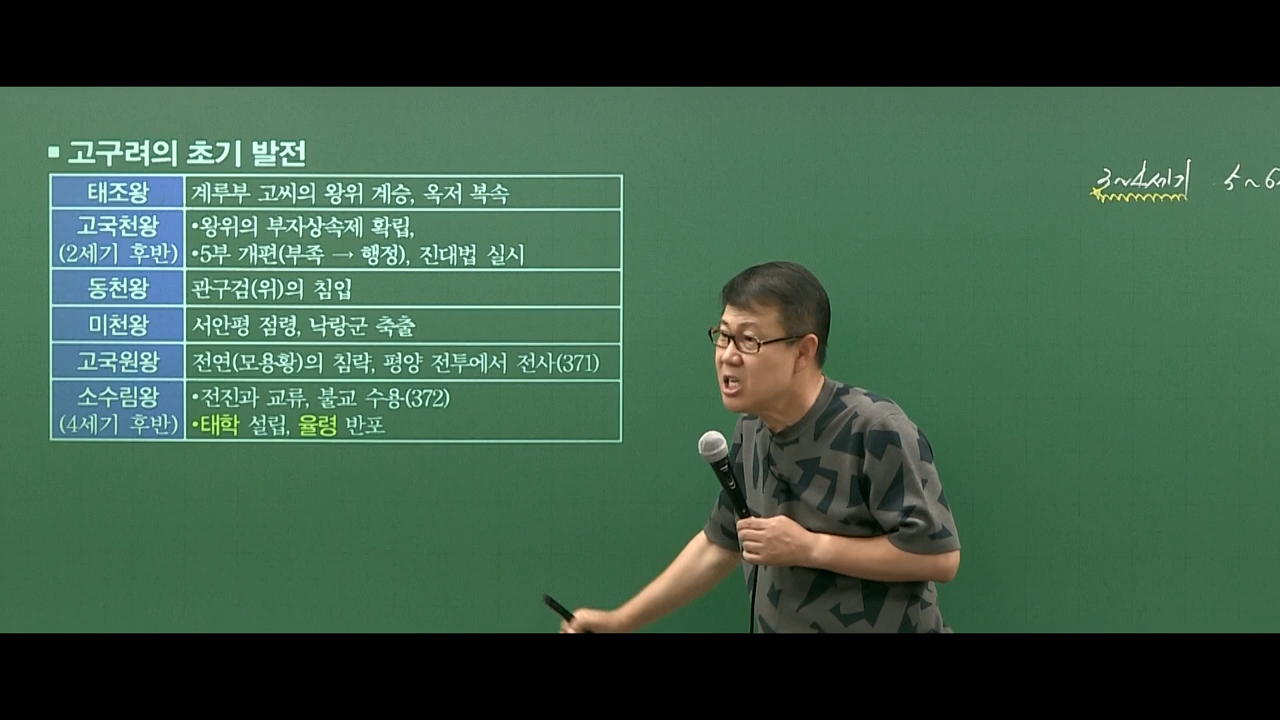 ▪ 고구려의 초기 발전
태조왕 계루부 고씨의 왕위 계승, 옥저 복속
고국천왕 •왕위의 부자상속제 확립,
(2세기 후반) •5부 개편(부족 → 행정), 진대법 실시
동천왕 관구검(위)의 침입
미천왕 서안평 점령, 낙랑군 축출
고국원왕 전연(모용황)의 침략, 평양 전투에서 전사(371)
소수림왕 •전진과 교류, 불교 수용(372)
(4세기 후반) •태학 설립, 율령 반포
3~4세기 5~6